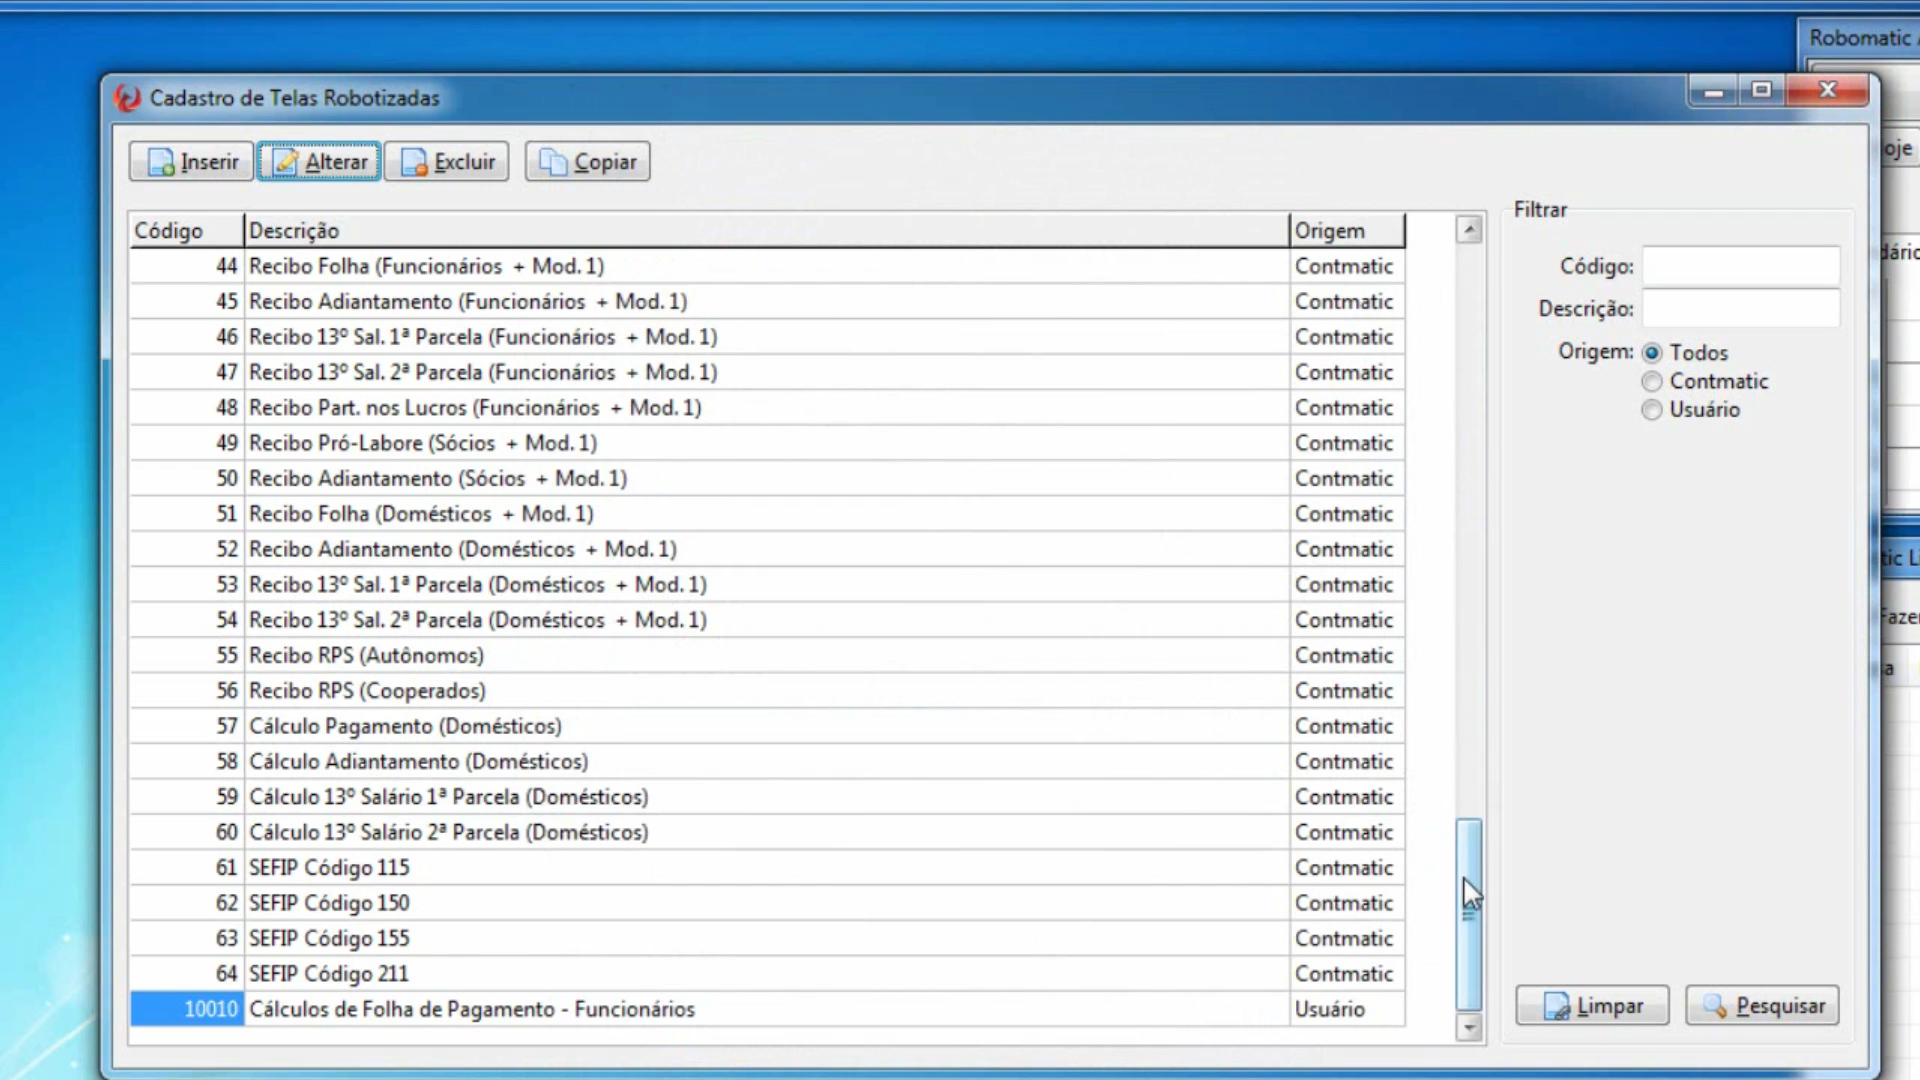 Robomatic
Cadastro de Telas Robotizadas
Inserir Alterar Excluir Copiar
oje
Filtrar
Código Descrição Origem
Código:
dário
Descrição:
Origem: Todos
Contmatic
Usuário
44 Recibo Folha (Funcionários + Mod. 1) Contmatic
45 Recibo Adiantamento (Funcionários + Mod. 1) Contmatic
46 Recibo 13º Sal. 1ª Parcela (Funcionários + Mod. 1) Contmatic
47 Recibo 13º Sal. 2ª Parcela (Funcionários + Mod. 1) Contmatic
48 Recibo Part. nos Lucros (Funcionários + Mod. 1) Contmatic
49 Recibo Pró-Labore (Sócios + Mod. 1) Contmatic
50 Recibo Adiantamento (Sócios + Mod. 1) Contmatic
51 Recibo Folha (Domésticos + Mod. 1) Contmatic
52 Recibo Adiantamento (Domésticos + Mod. 1) Contmatic
53 Recibo 13º Sal. 1ª Parcela (Domésticos + Mod. 1) Contmatic
54 Recibo 13º Sal. 2ª Parcela (Domésticos + Mod. 1) Contmatic
55 Recibo RPS (Autônomos) Contmatic
56 Recibo RPS (Cooperados) Contmatic
57 Cálculo Pagamento (Domésticos) Contmatic
58 Cálculo Adiantamento (Domésticos) Contmatic
59 Cálculo 13º Salário 1ª Parcela (Domésticos) Contmatic
60 Cálculo 13º Salário 2ª Parcela (Domésticos) Contmatic
61 SEFIP Código 115 Contmatic
62 SEFIP Código 150 Contmatic
63 SEFIP Código 155 Contmatic
64 SEFIP Código 211 Contmatic
10010 Cálculos de Folha de Pagamento - Funcionários Usuário
tic Li
Fazer
a
Limpar Pesquisar